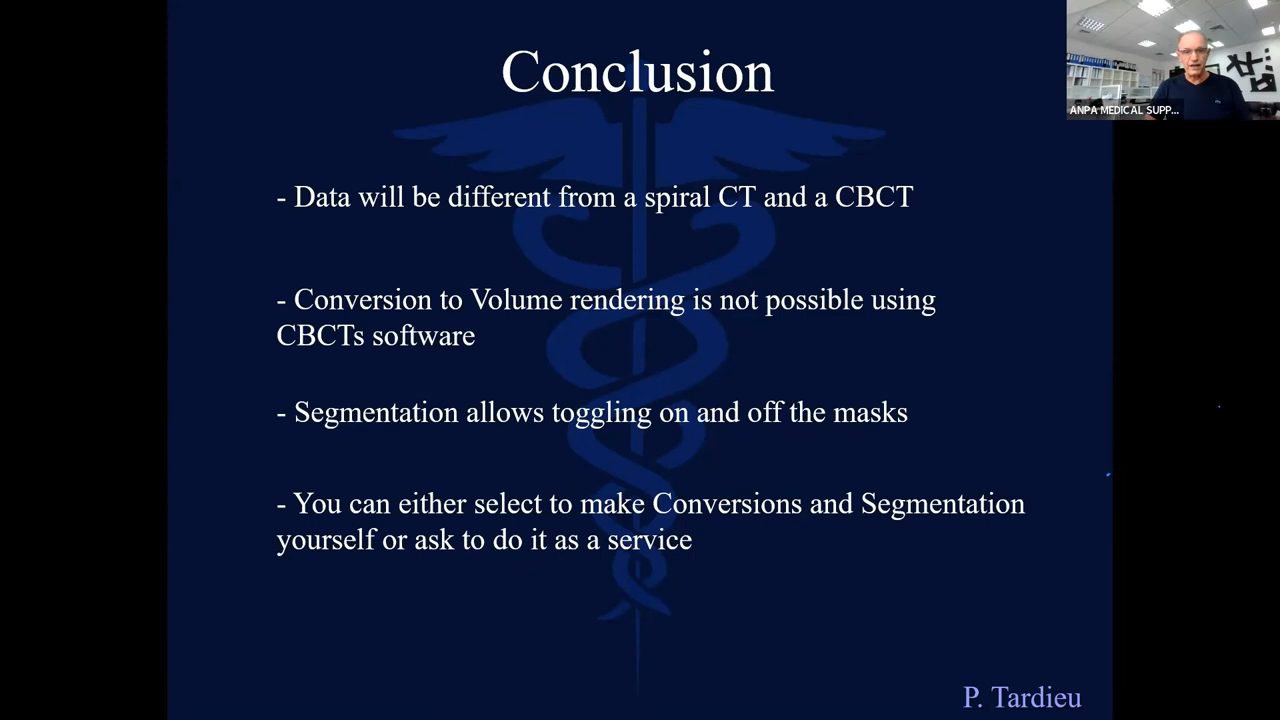 Conclusion
ANPA MEDICAL SUPP...
- Data will be different from a spiral CT and a CBCT
- Conversion to Volume rendering is not possible using
CBCTs software
- Segmentation allows toggling on and off the masks
- You can either select to make Conversions and Segmentation
yourself or ask to do it as a service
P. Tardieu